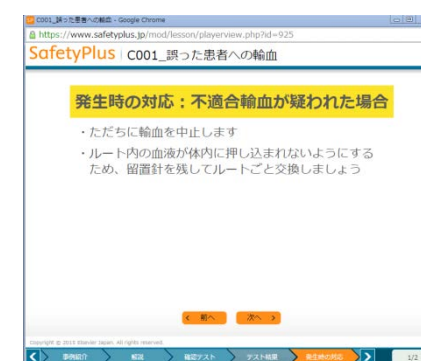 C001_誤った患者への輸血 - Google Chrome
https://www.safetyplus.jp/mod/lesson/playerview.php?id=925
SafetyPlus C001_誤った患者への輸血
発生時の対応：不適合輸血が疑われた場合
・ただちに輸血を中止します
・ルート内の血液が体内に押し込まれないようにする
ため、留置針を残してルートごと交換しましょう
< 前へ 次へ >
Copyright © 2015 Elsevier Japan. All rights reserved.
事例紹介 解説 確認テスト テスト結果 発生時の対応 1/2